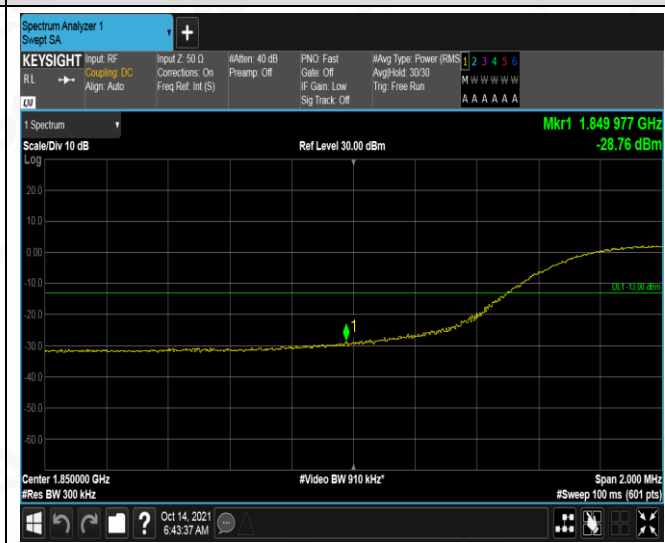 Spectrum Analyzer 1
Swept SA
+
KEYSIGHT Input: RF Input Z: 50 Ω #Atten: 40 dB PNO: Fast #Avg Type: Power (RMS 1 2 3 4 5 6
RL Coupling: DC Corrections: On Preamp: Off Gate: Off Avg|Hold: 30/30 M W W W W W
Align: Auto Freq Ref: Int (S) IF Gain: Low Trig: Free Run
Sig Track: Off A A A A A A
LXI
1 Spectrum
Mkr1 1.849 977 GHz
Scale/Div 10 dB Ref Level 30.00 dBm -28.76 dBm
Log
20.0
10.0
0.00
-10.0
DL1 -13.00 dBm
-20.0
1
-30.0
-40.0
-50.0
-60.0
Center 1.850000 GHz #Video BW 910 kHz* Span 2.000 MHz
#Res BW 300 kHz #Sweep 100 ms (601 pts)
? Oct 14, 2021
6:43:37 AM